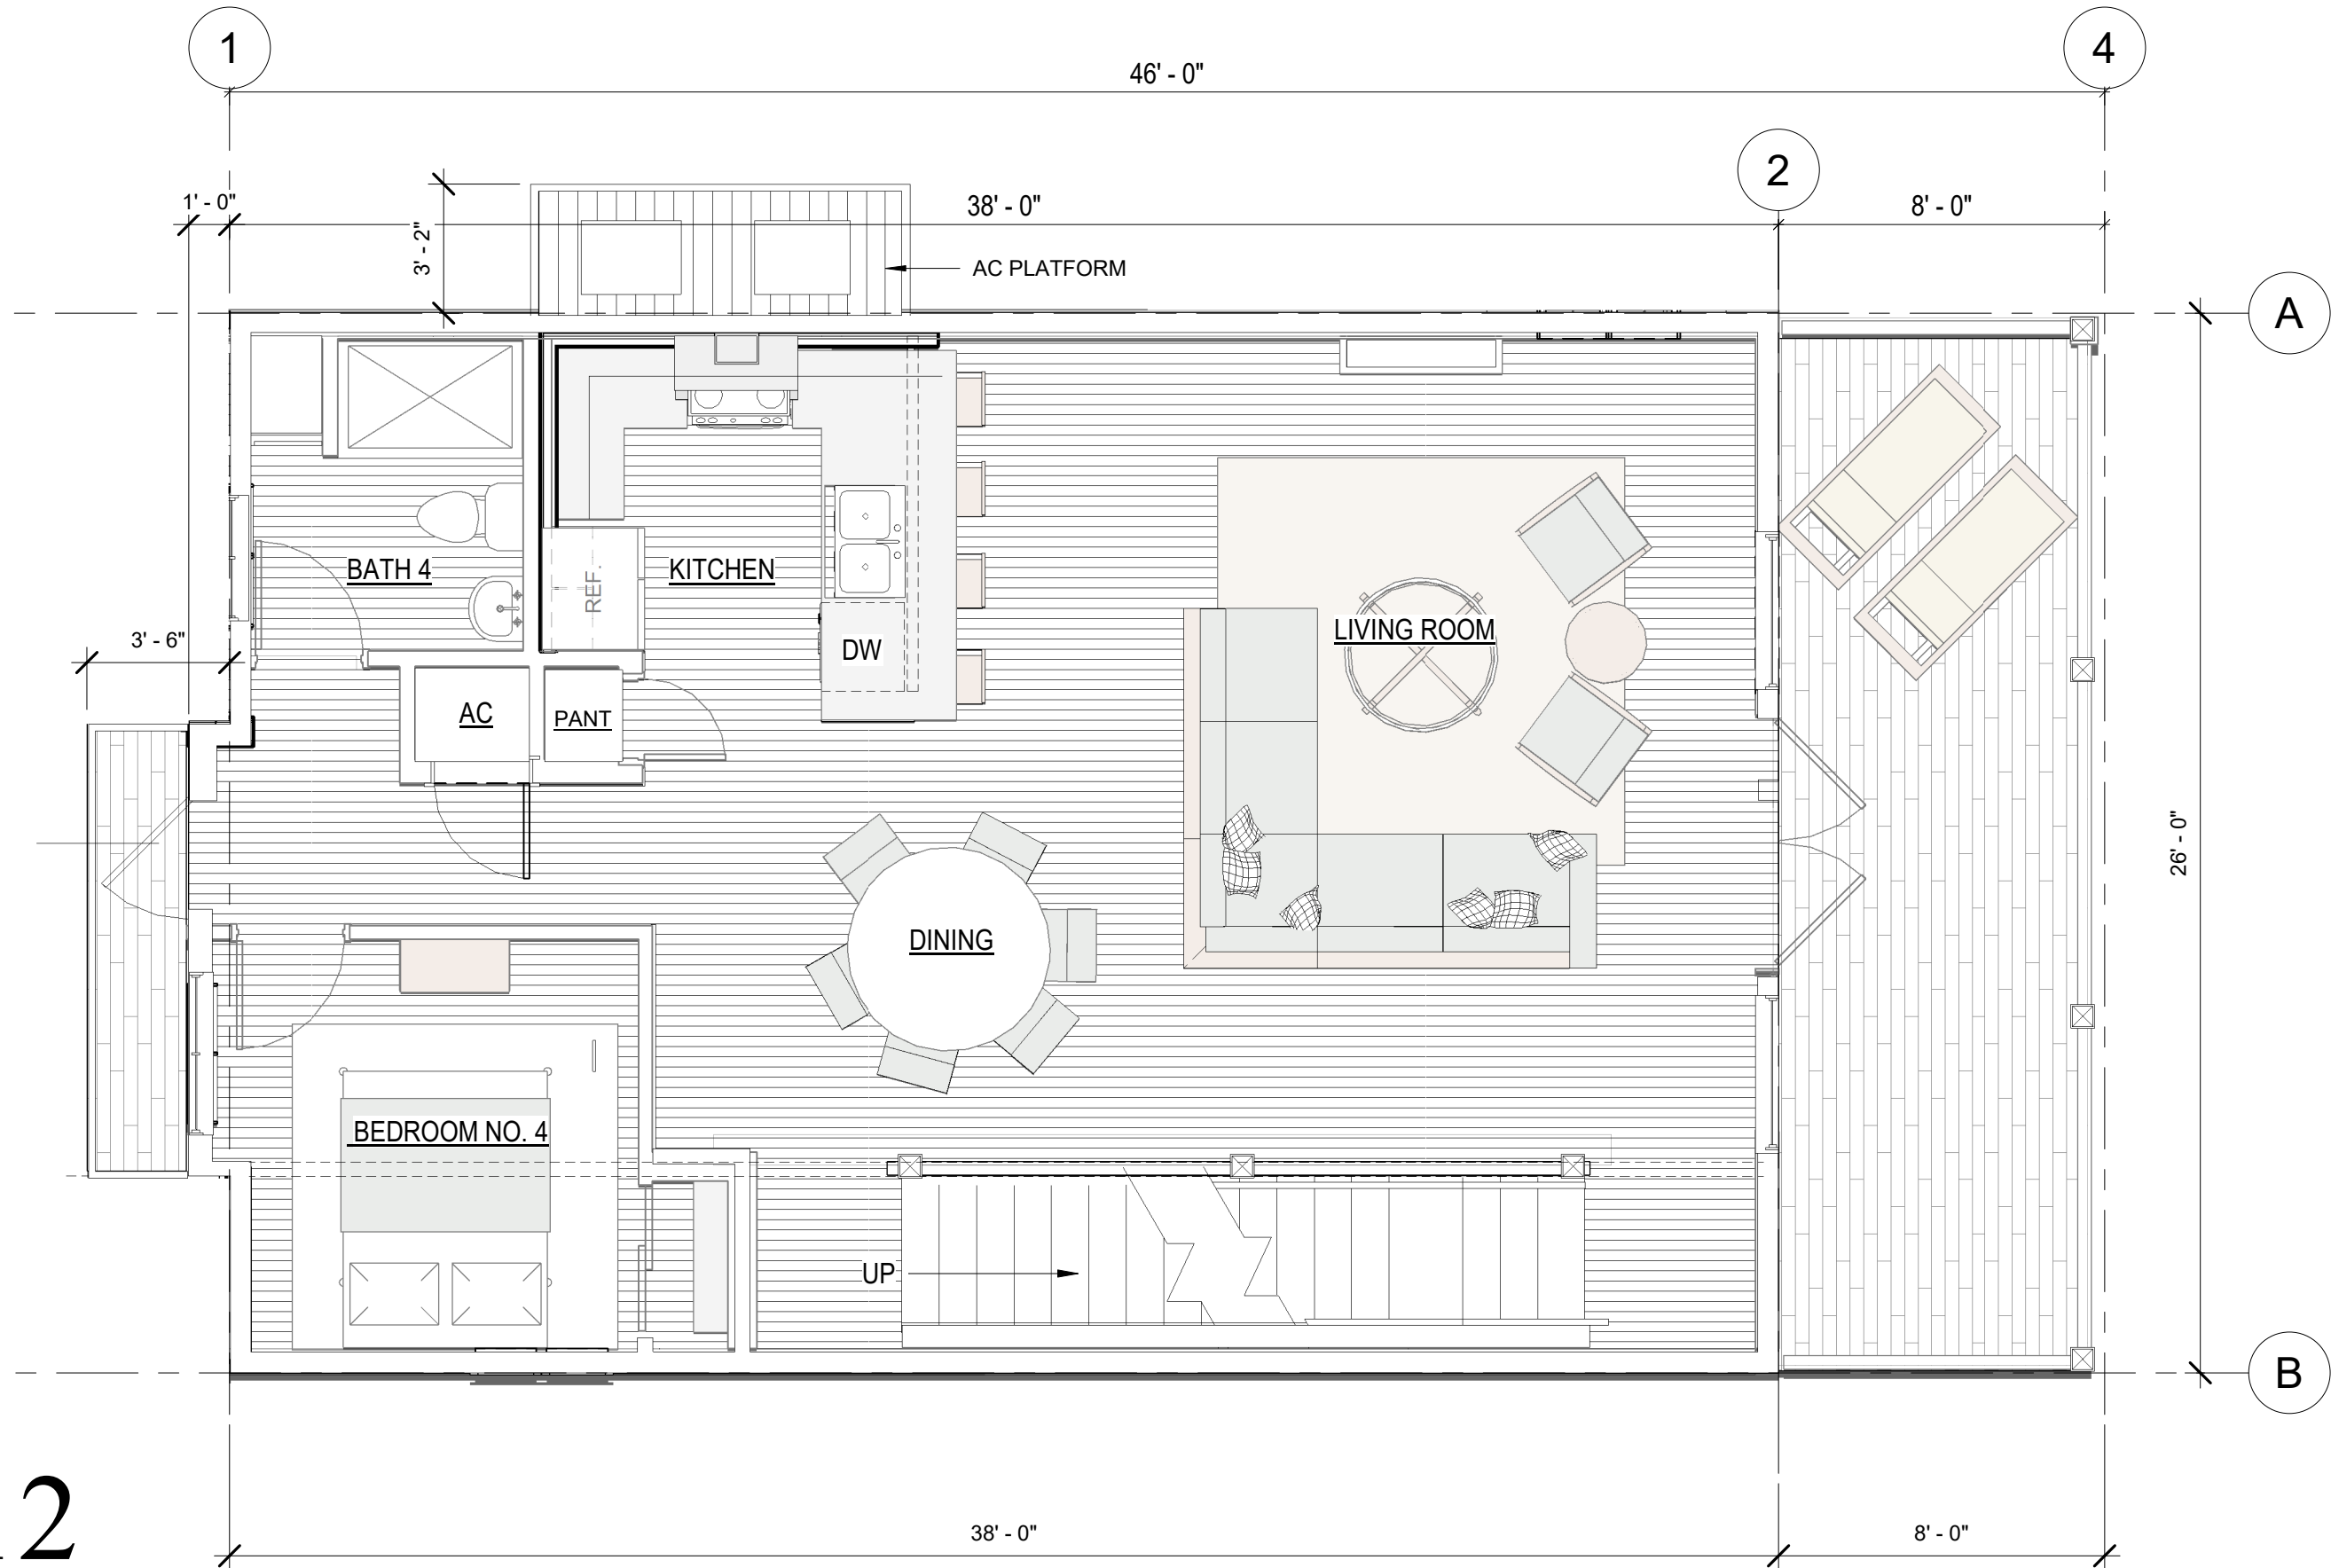 1
4
46' - 0"
2
1' - 0"
3' - 2"
38' - 0"
8' - 0"
AC PLATFORM
A
BATH 4
REF.
KITCHEN
3' - 6"
DW
LIVING ROOM
AC
PANT
26' - 0"
DINING
BEDROOM NO. 4
UP
B
2
38' - 0"
8' - 0"